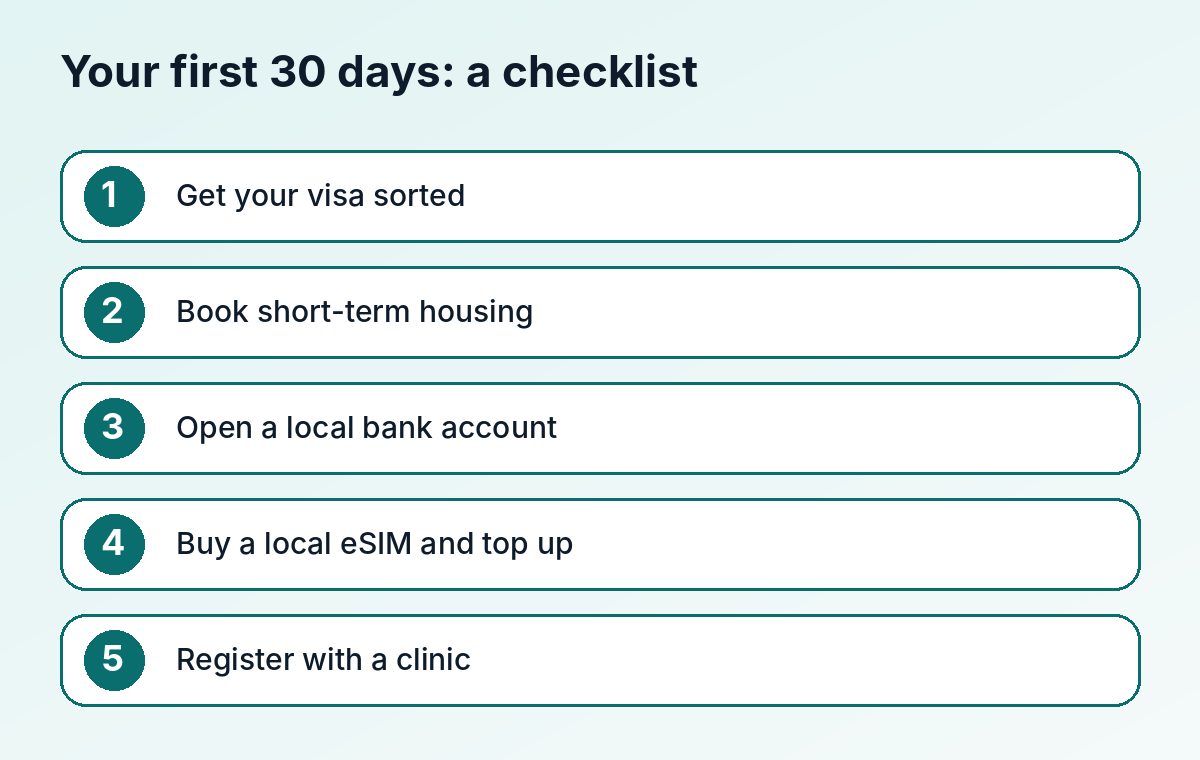 Your first 30 days: a checklist
1 Get your visa sorted
2 Book short-term housing
3 Open a local bank account
4 Buy a local eSIM and top up
5 Register with a clinic